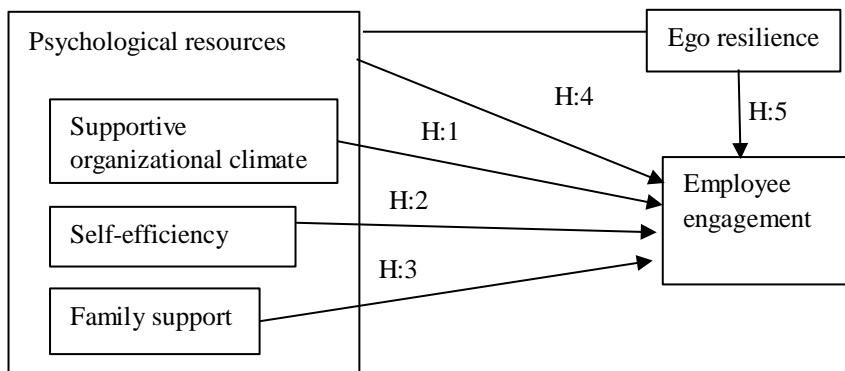 Psychological resources
Ego resilience
H:4
H:5
Supportive
organizational climate
H:1
Employee
engagement
H:2
Self-efficiency
H:3
Family support